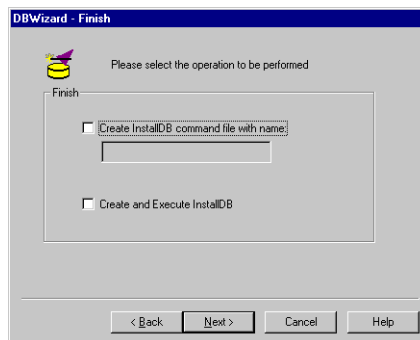 DBWizard - Finish
Please select the operation to be performed
Finish
Create InstallDB command file with name:
Create and Execute InstallDB
< Back Next > Cancel Help